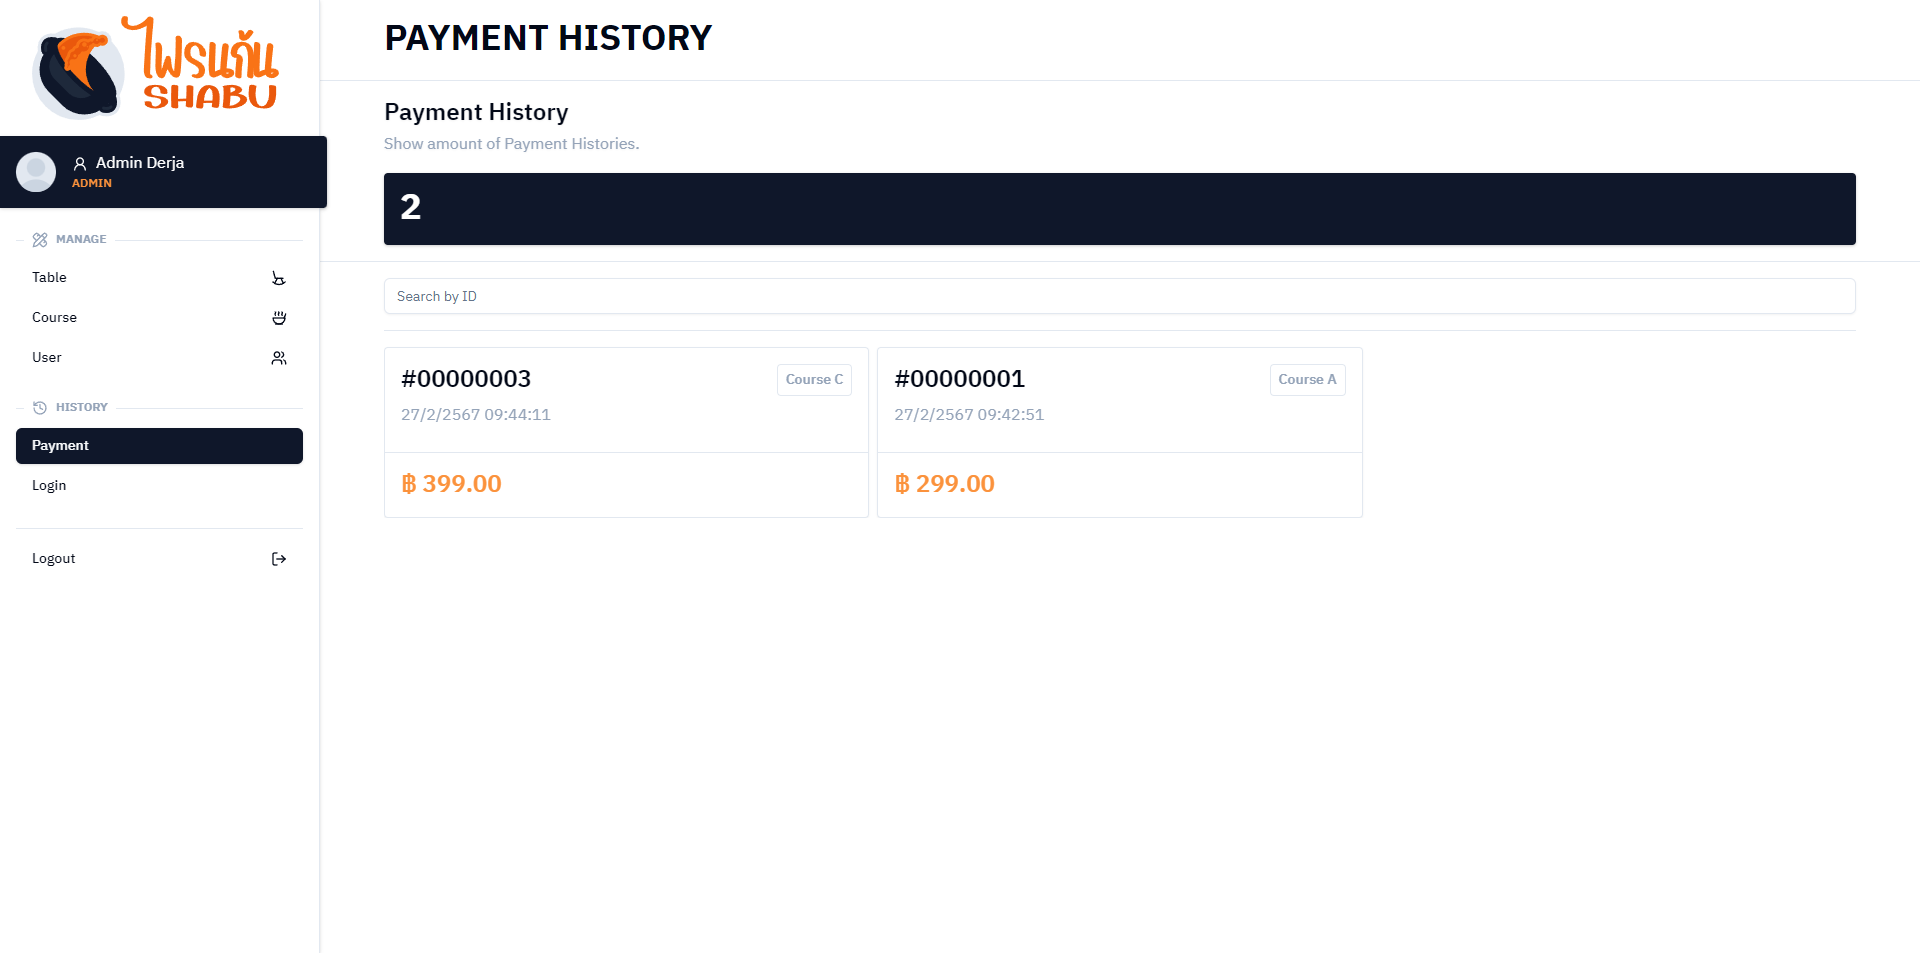 ไฟรนกัน
SHABU
Admin Derja
ADMIN
MANAGE
Table
Course
User
HISTORY
Payment
Login
Logout
PAYMENT HISTORY
Payment History
Show amount of Payment Histories.
2
Search by ID
#00000003
Course C
27/2/2567 09:44:11
฿ 399.00
#00000001
Course A
27/2/2567 09:42:51
฿ 299.00